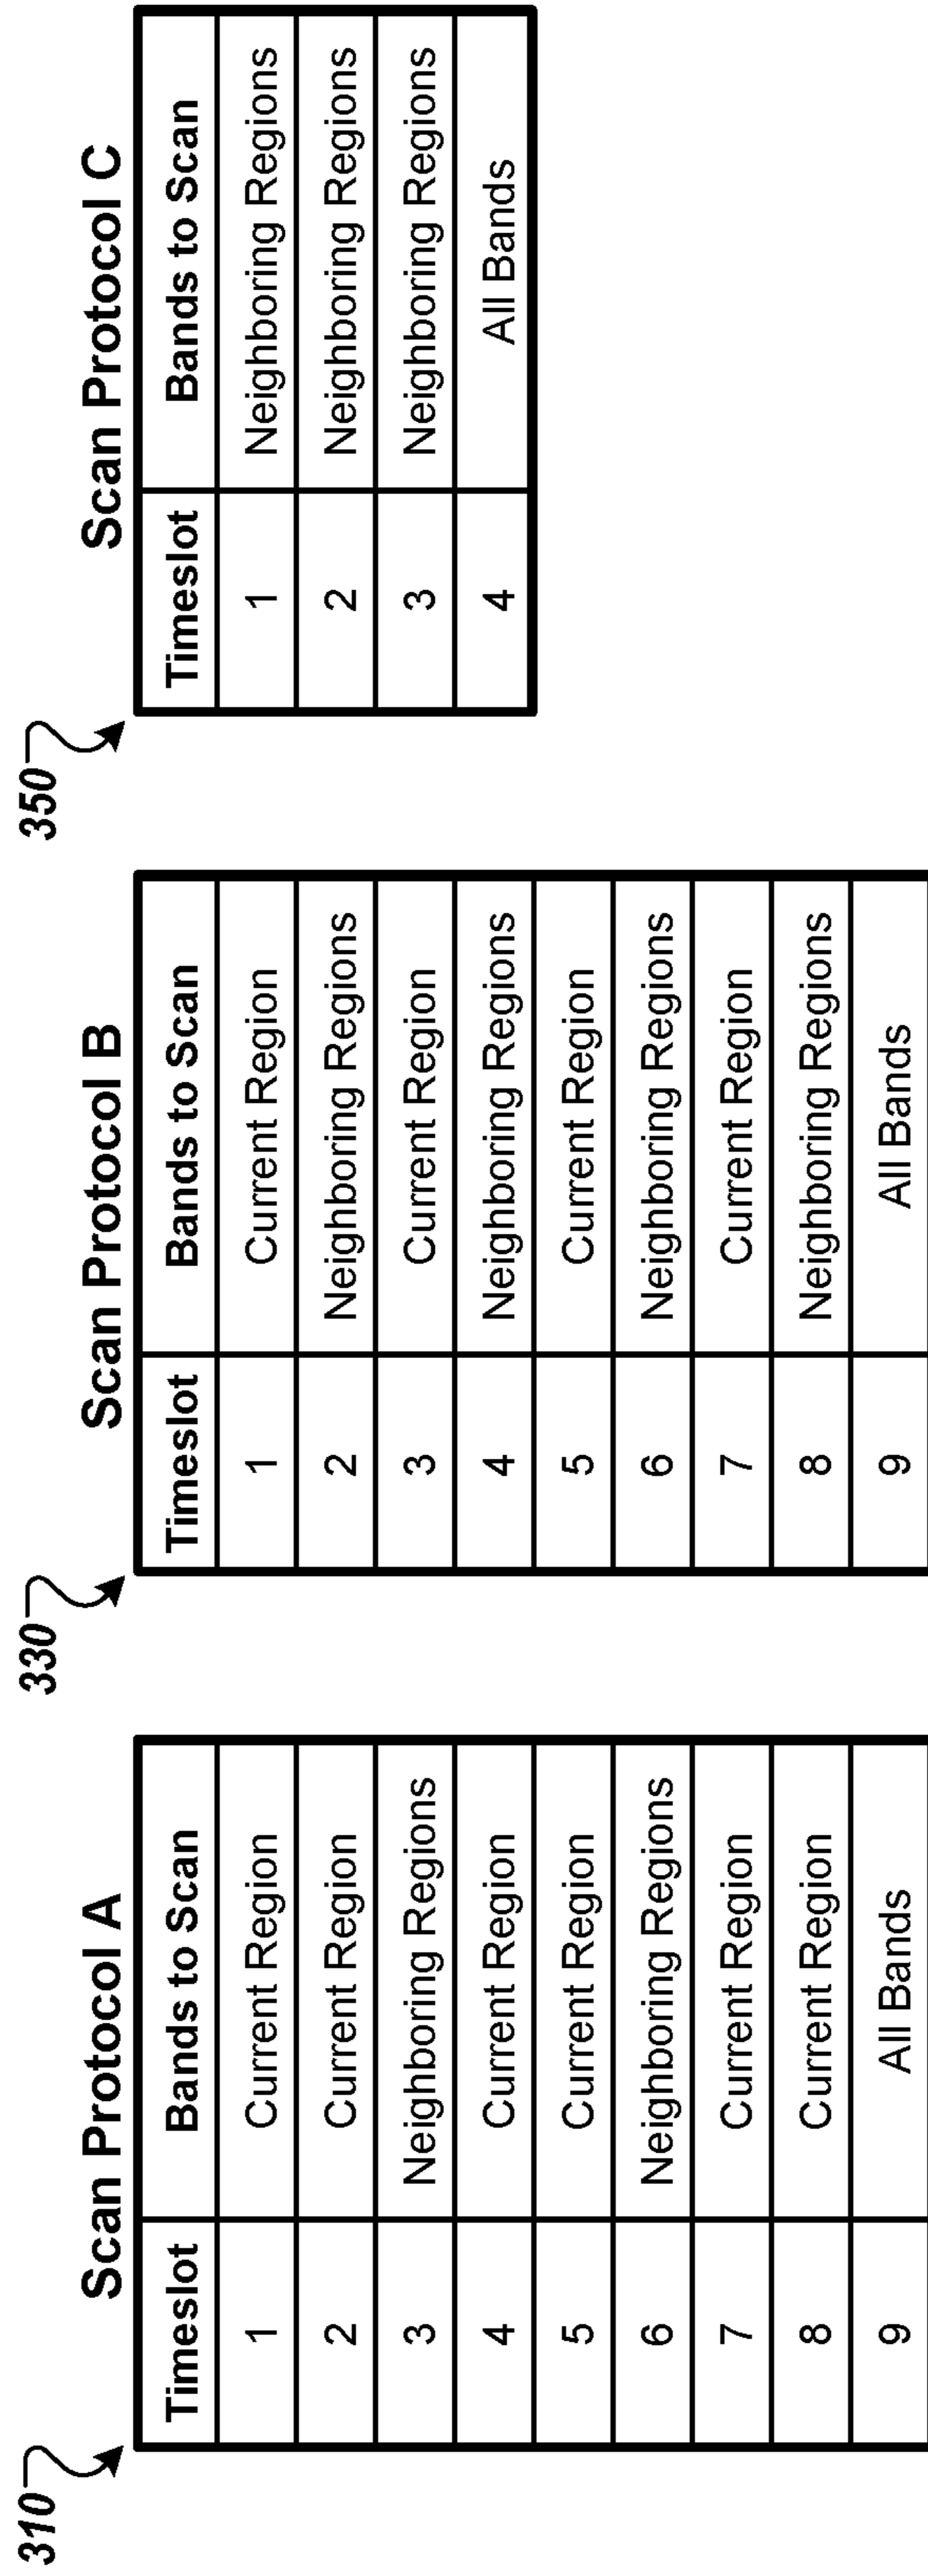 310
Scan Protocol A
Timeslot Bands to Scan
1 Current Region
2 Current Region
3 Neighboring Regions
4 Current Region
5 Current Region
6 Neighboring Regions
7 Current Region
8 Current Region
9 All Bands
330
Scan Protocol B
Timeslot Bands to Scan
1 Current Region
2 Neighboring Regions
3 Current Region
4 Neighboring Regions
5 Current Region
6 Neighboring Regions
7 Current Region
8 Neighboring Regions
9 All Bands
350
Scan Protocol C
Timeslot Bands to Scan
1 Neighboring Regions
2 Neighboring Regions
3 Neighboring Regions
4 All Bands